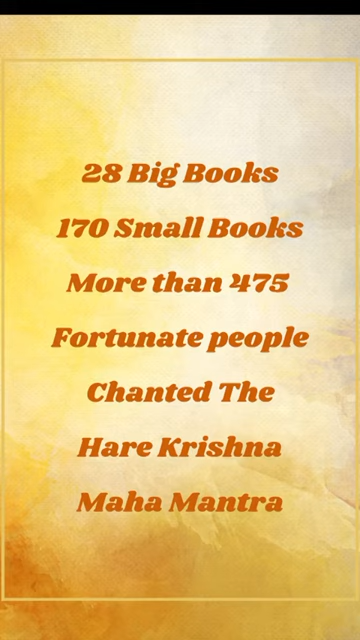 28 Big Books
170 Small Books
More than 475
Fortunate people
Chanted The
Hare Krishna
Maha Mantra